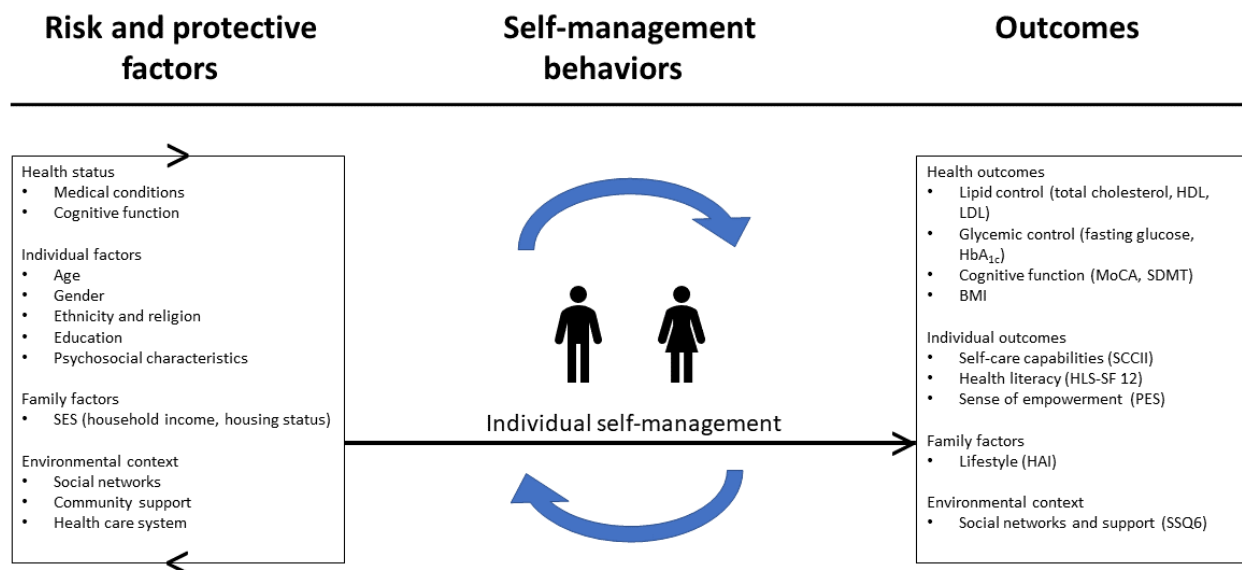 Risk and protective
factors
Self-management
behaviors
Outcomes
Health status
• Medical conditions
• Cognitive function
Individual factors
• Age
• Gender
• Ethnicity and religion
• Education
• Psychosocial characteristics
Family factors
• SES (household income, housing status)
Environmental context
• Social networks
• Community support
• Health care system
Individual self-management
Health outcomes
• Lipid control (total cholesterol, HDL,
LDL)
• Glycemic control (fasting glucose,
HbA1c)
• Cognitive function (MoCA, SDMT)
• BMI
Individual outcomes
• Self-care capabilities (SCCII)
• Health literacy (HLS-SF 12)
• Sense of empowerment (PES)
Family factors
• Lifestyle (HAI)
Environmental context
• Social networks and support (SSQ6)